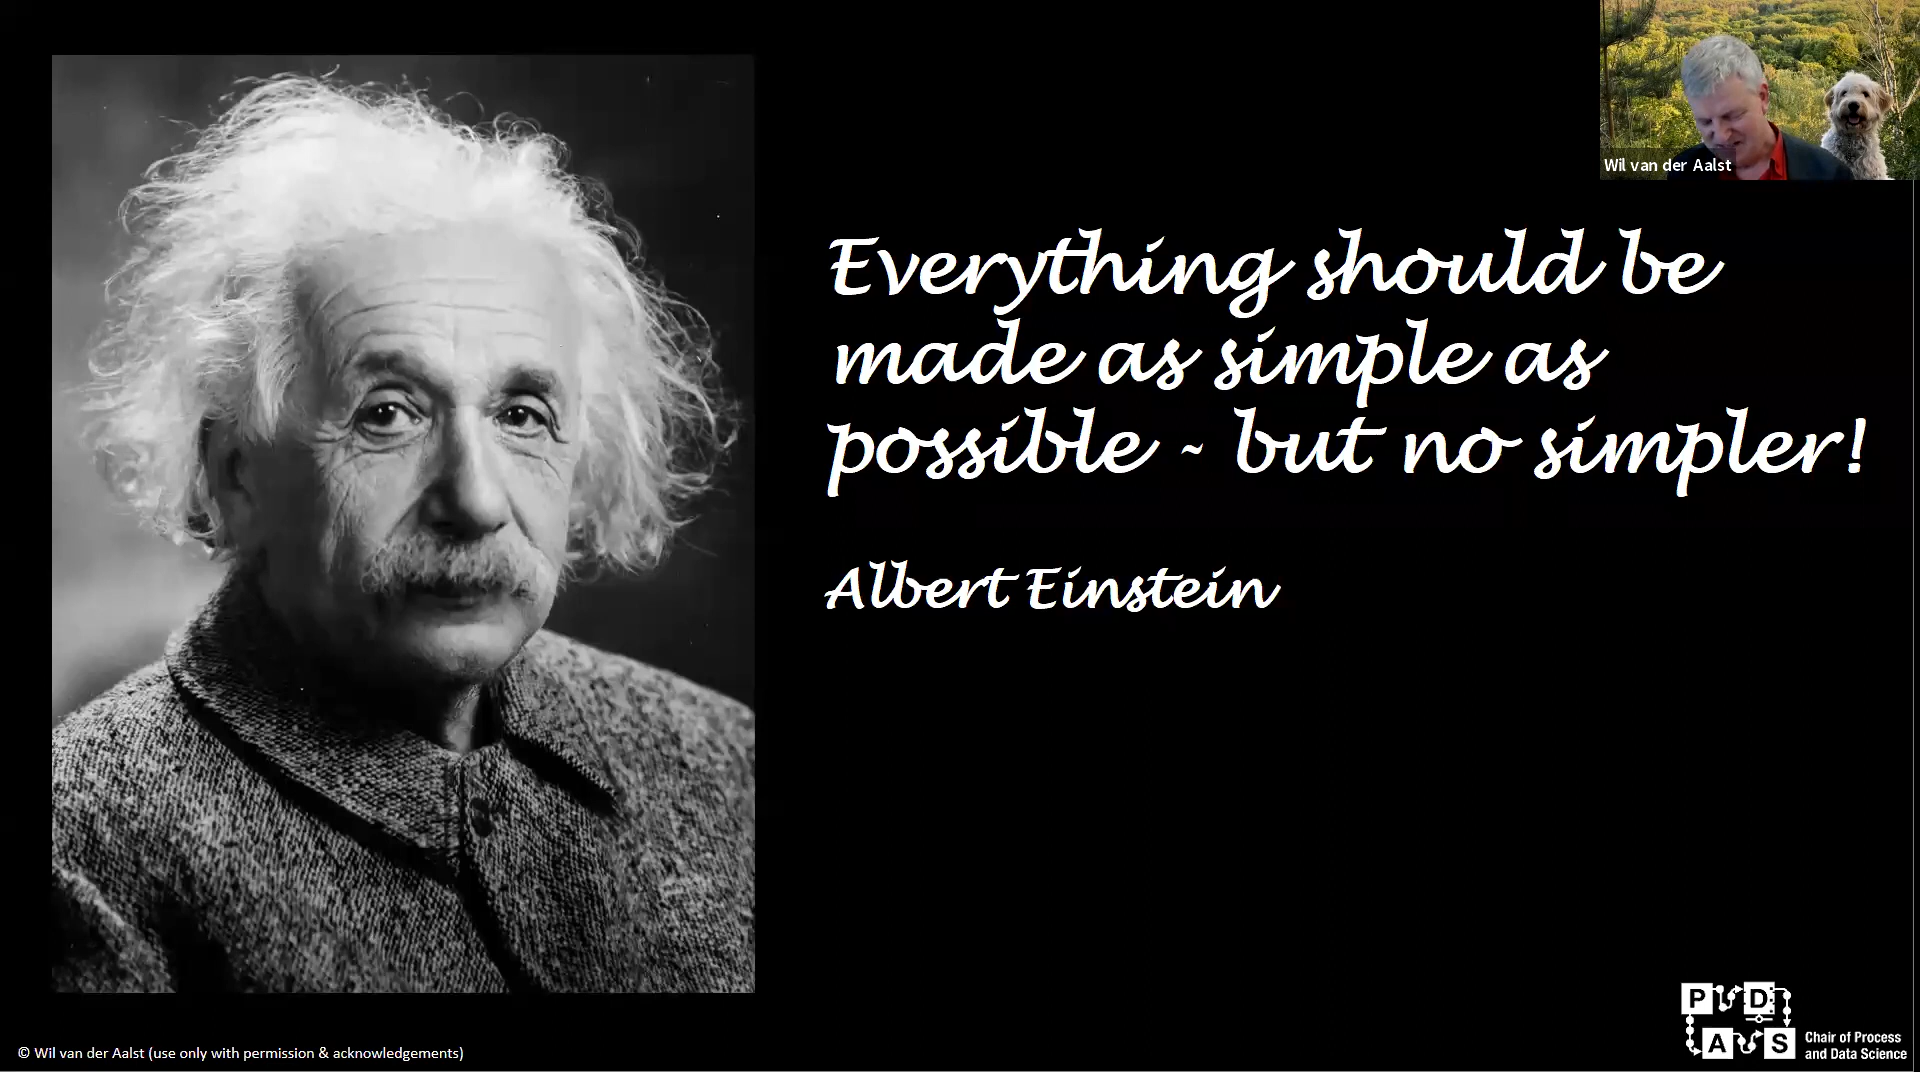 Wil van der Aalst
Everything should be
made as simple as
possible - but no simpler!
Albert Einstein
© Wil van der Aalst (use only with permission & acknowledgements)
P D
A S
Chair of Process
and Data Science